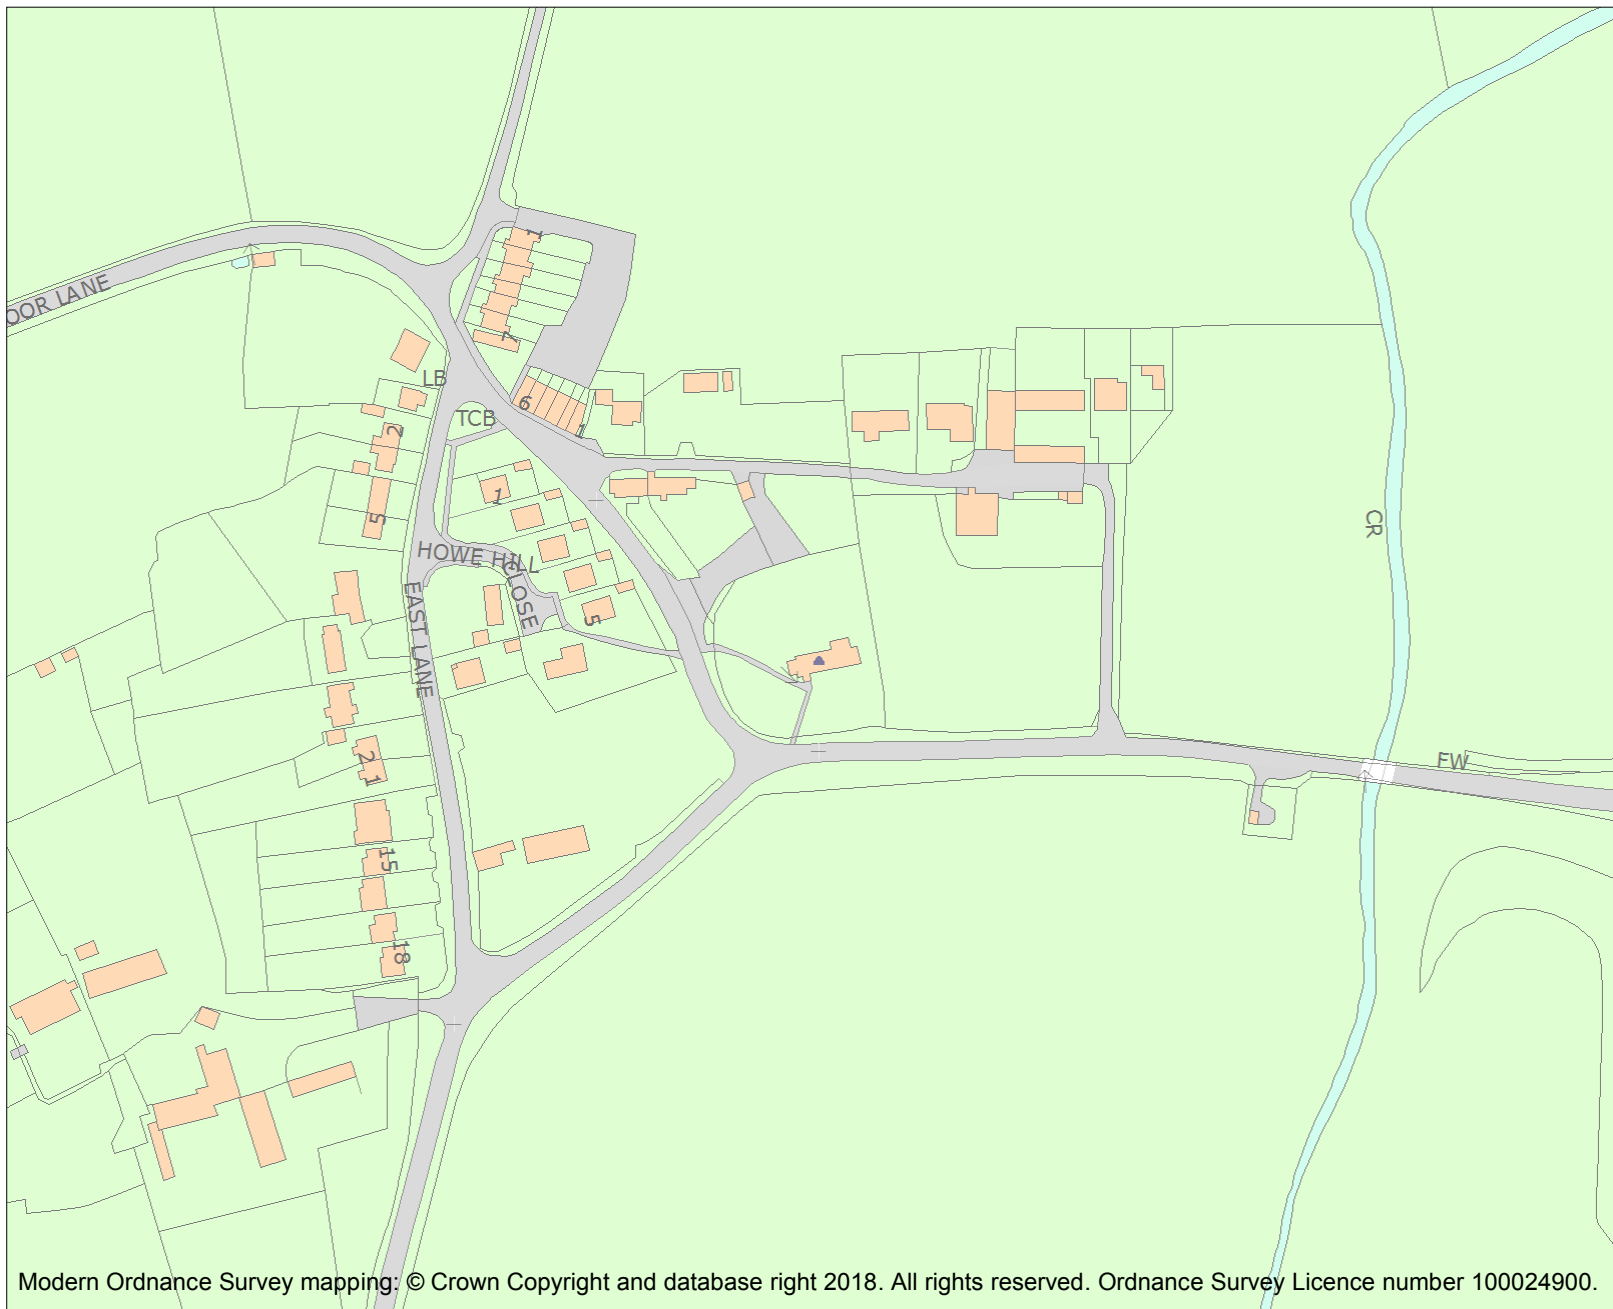 1
OOR LANE
7
LB
6
TCB
1
2
1
5
CR
HOWE HILL
CLOSE
EAST LANE
5
21
FW
15
18
Modern Ordnance Survey mapping: © Crown Copyright and database right 2018. All rights reserved. Ordnance Survey Licence number 100024900.